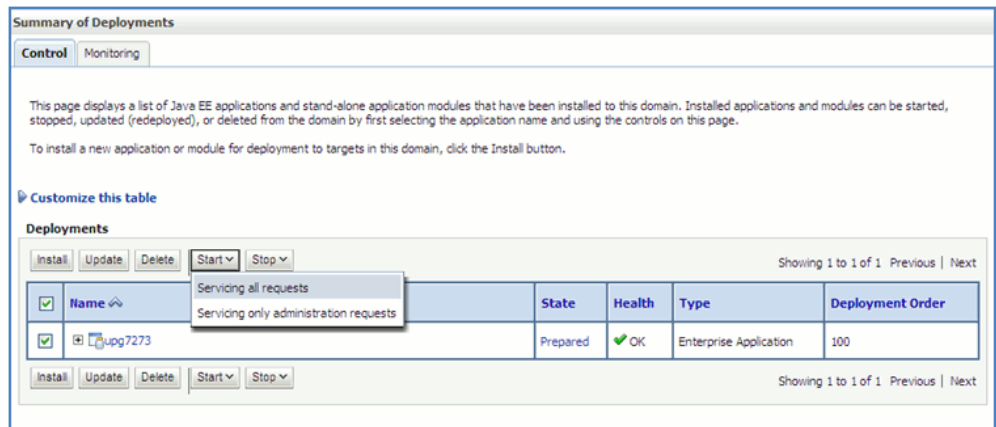 Summary of Deployments
Control Monitoring
This page displays a list of Java EE applications and stand-alone application modules that have been installed to this domain. Installed applications and modules can be started,
stopped, updated (redeployed), or deleted from the domain by first selecting the application name and using the controls on this page.
To install a new application or module for deployment to targets in this domain, click the Install button.
Customize this table
Deployments
Install Update Delete Start Stop Showing 1 to 1 of 1 Previous | Next
Servicing all requests
Servicing only administration requests
Name State Health Type Deployment Order
upg7273 Prepared OK Enterprise Application 100
Install Update Delete Start Stop Showing 1 to 1 of 1 Previous | Next